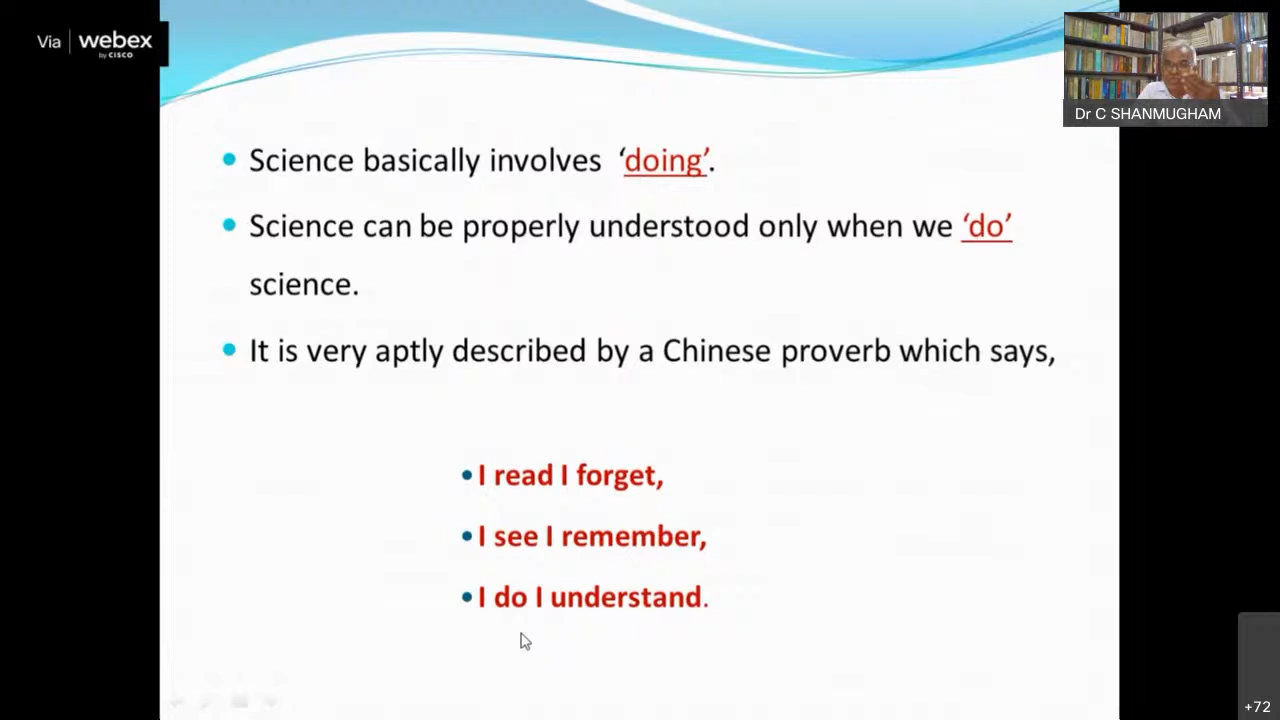 Via webex
by CISCO
Dr C SHANMUGHAM
• Science basically involves ‘doing’.
• Science can be properly understood only when we ‘do’
science.
• It is very aptly described by a Chinese proverb which says,
• I read I forget,
• I see I remember,
• I do I understand.
+72